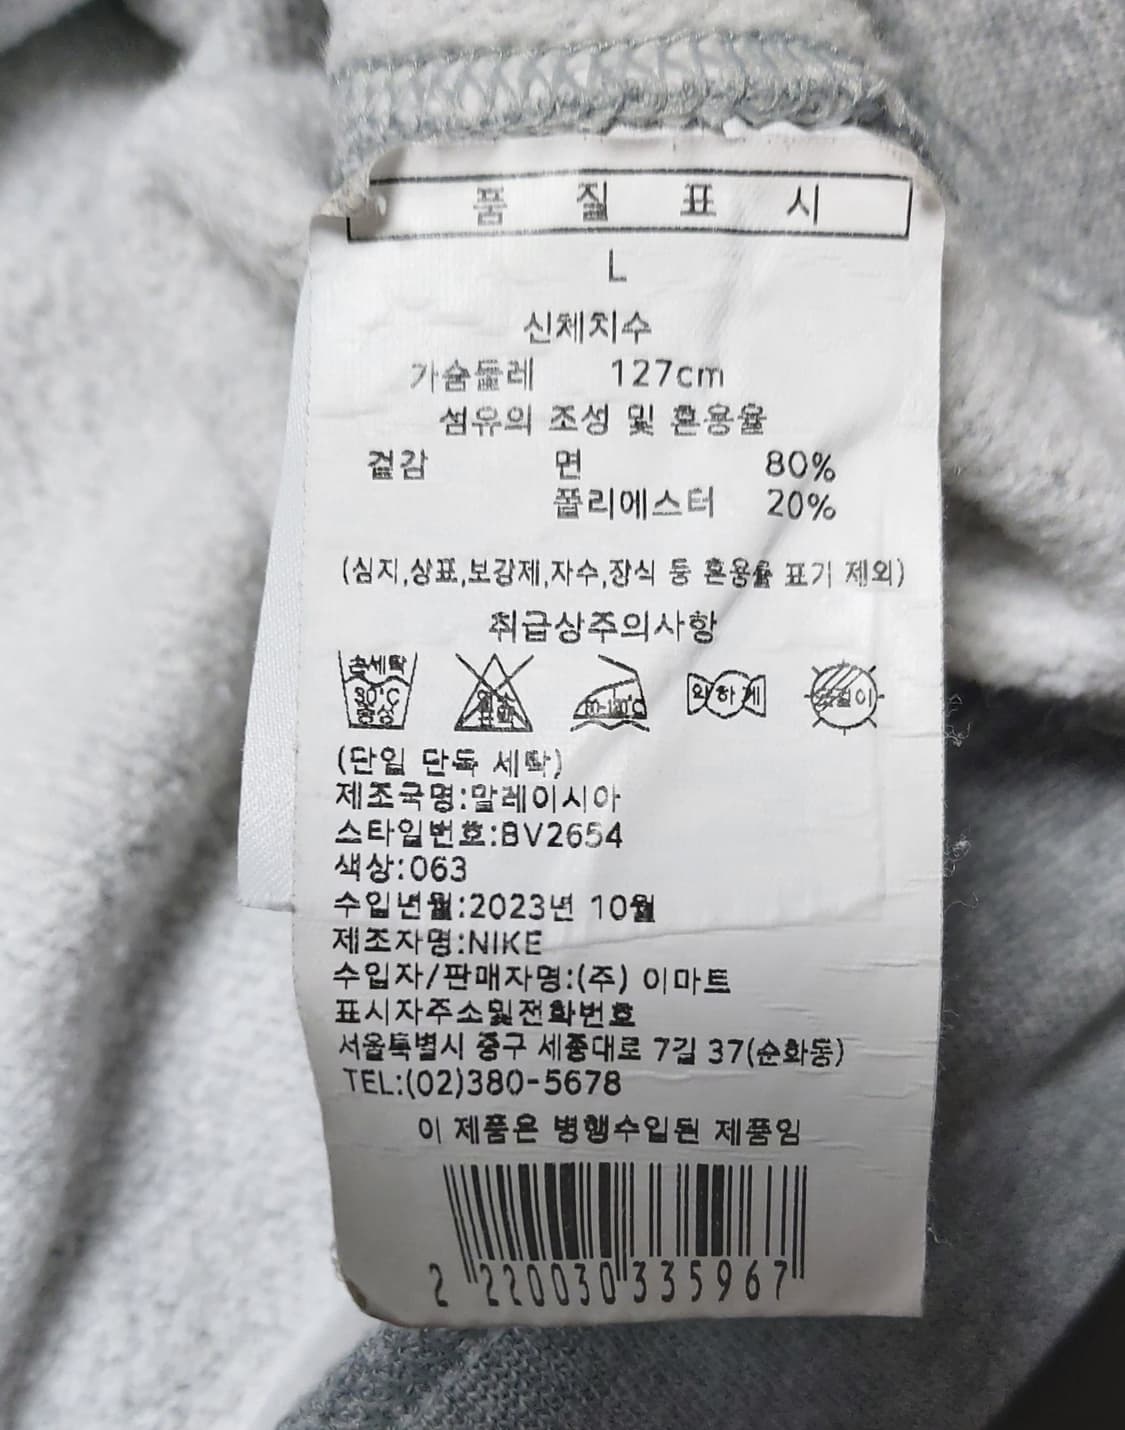 품 질 표 시
L
신체치수
가슴둘레 127cm
섬유의 조성 및 혼용율
겉감 면 80%
폴리에스터 20%
(심지,상표,보강제,자수,장식 등 혼용율 표기 제외)
취급상주의사항
손세탁 30℃ 중성 약하게
(단일 단독 세탁)
제조국명:말레이시아
스타일번호:BV2654
색상:063
수입년월:2023년 10월
제조자명:NIKE
수입자/판매자명:(주) 이마트
표시자주소및전화번호
서울특별시 중구 세종대로 7길 37(순화동)
TEL:(02)380-5678
이 제품은 병행수입된 제품임
2 220030 335967